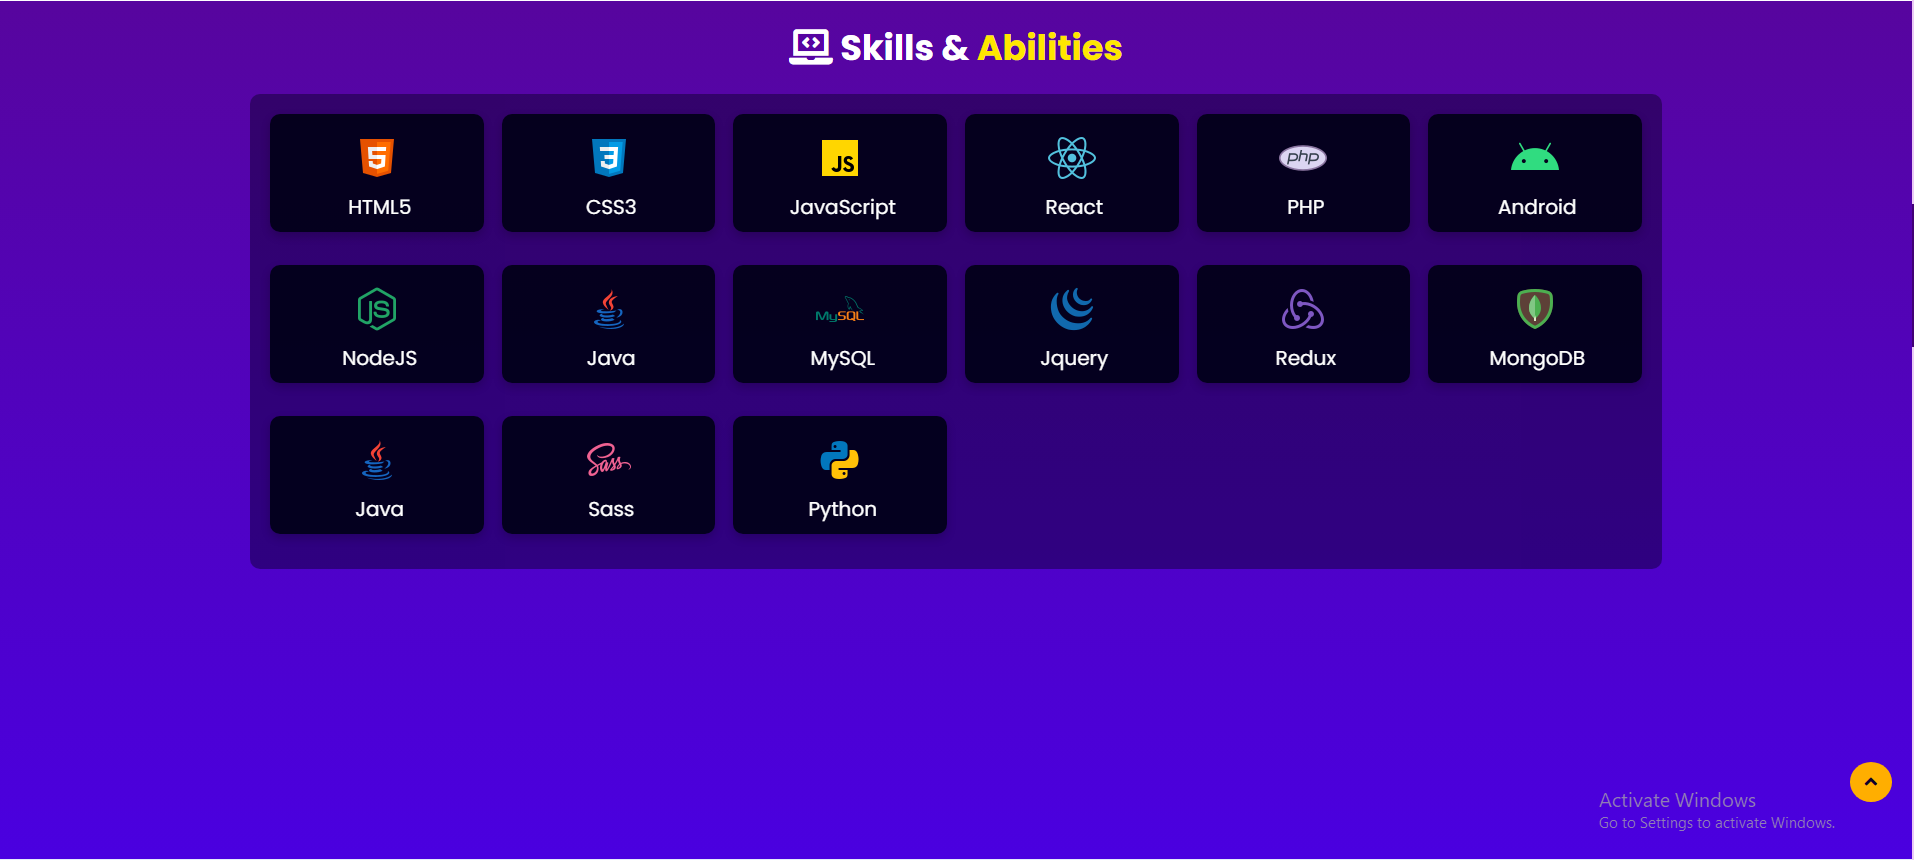 Skills & Abilities
5
3
JS
php
HTML5
CSS3
JavaScript
React
PHP
Android
JS
MySQL
NodeJS
Java
MySQL
Jquery
Redux
MongoDB
Sass
Java
Sass
Python
Activate Windows
Go to Settings to activate Windows.